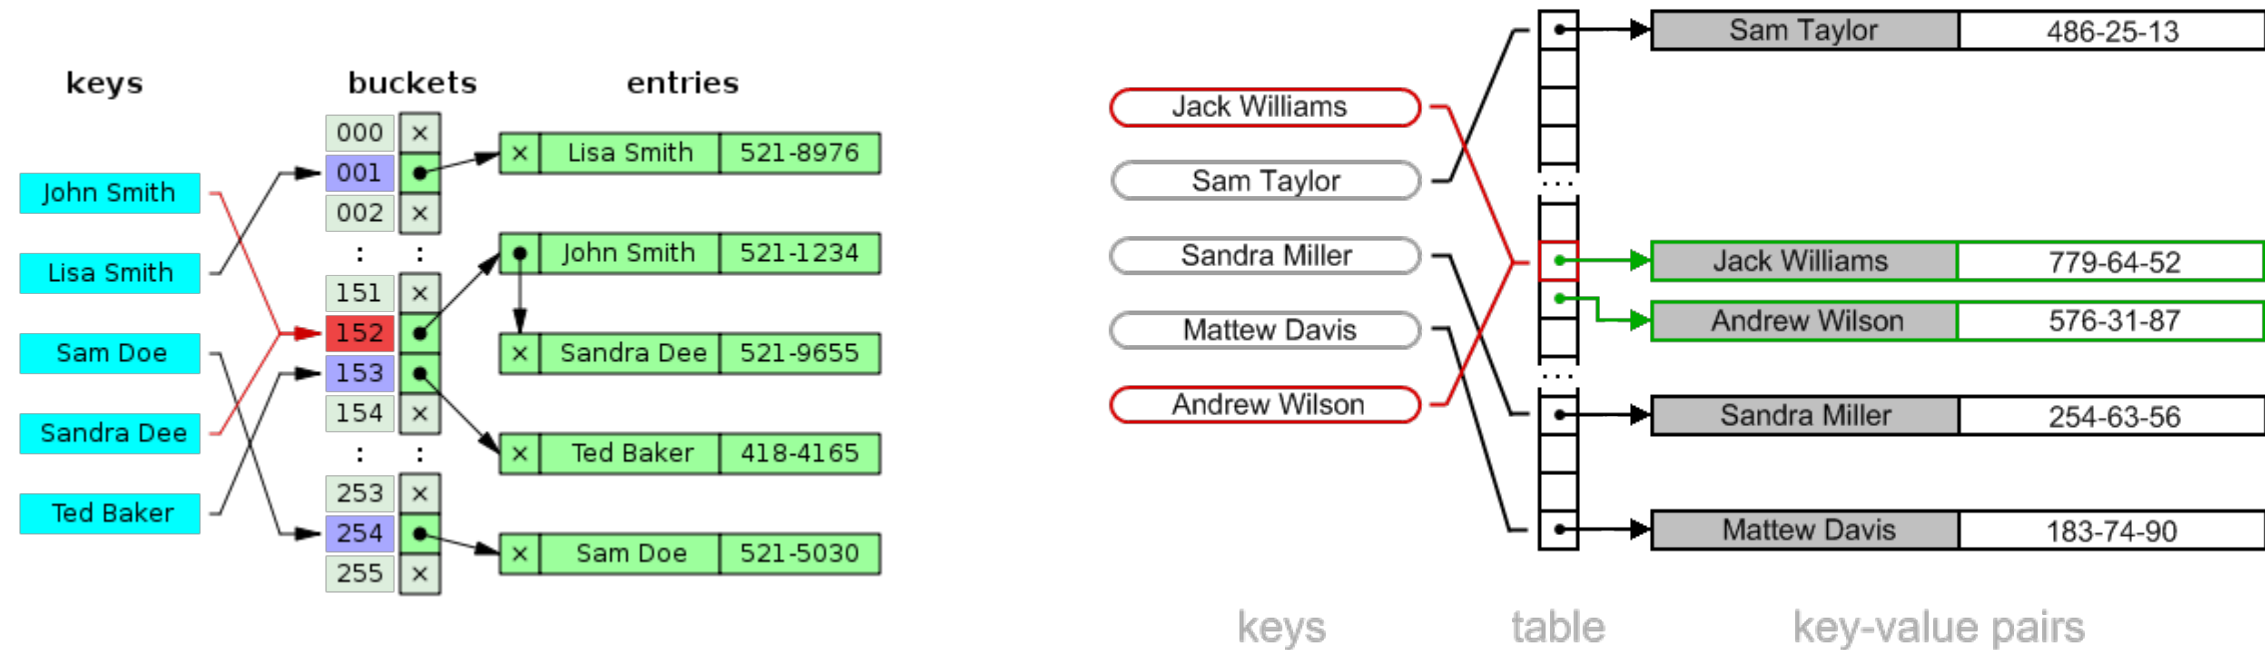 keys buckets entries
John Smith
Lisa Smith
Sam Doe
Sandra Dee
Ted Baker
000 ×
001
002 ×
: :
151 ×
152
153
154 ×
: :
253 ×
254
255 ×
× Lisa Smith 521-8976
John Smith 521-1234
× Sandra Dee 521-9655
× Ted Baker 418-4165
× Sam Doe 521-5030
Jack Williams
Sam Taylor
Sandra Miller
Mattew Davis
Andrew Wilson
...
...
Sam Taylor 486-25-13
Jack Williams 779-64-52
Andrew Wilson 576-31-87
Sandra Miller 254-63-56
Mattew Davis 183-74-90
keys table key-value pairs